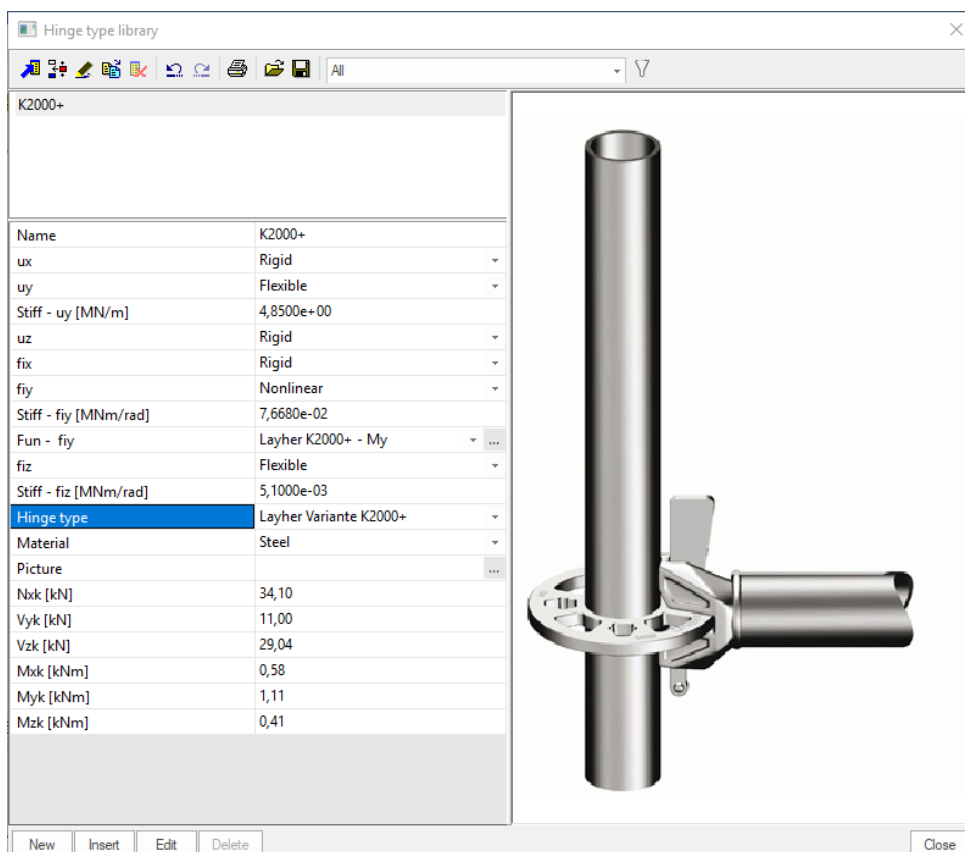 Hinge type library
All
K2000+
Name K2000+
ux Rigid
uy Flexible
Stiff - uy [MN/m] 4,8500e+00
uz Rigid
fix Rigid
fiy Nonlinear
Stiff - fiy [MNm/rad] 7,6680e-02
Fun - fiy Layher K2000+ - My ...
fiz Flexible
Stiff - fiz [MNm/rad] 5,1000e-03
Hinge type Layher Variante K2000+
Material Steel
Picture ...
Nxk [kN] 34,10
Vyk [kN] 11,00
Vzk [kN] 29,04
Mxk [kNm] 0,58
Myk [kNm] 1,11
Mzk [kNm] 0,41
New Insert Edit Delete Close